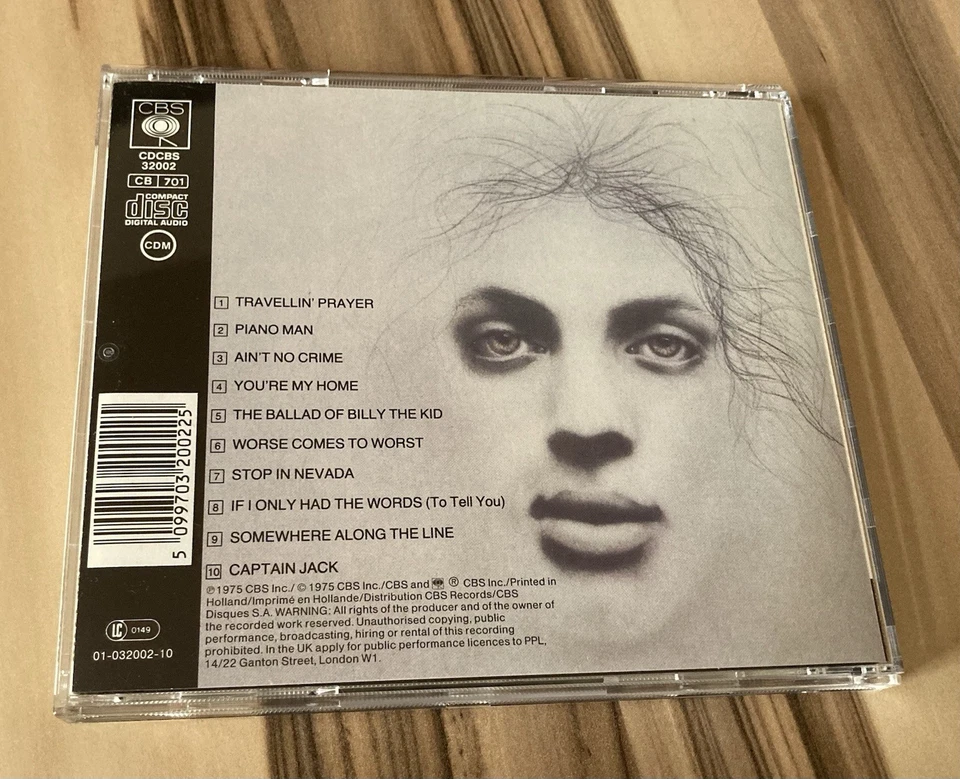 CBS
CDCBS
32002
CB 701
COMPACT
disc
DIGITAL AUDIO
CDM
1 TRAVELLIN' PRAYER
2 PIANO MAN
3 AIN'T NO CRIME
4 YOU'RE MY HOME
5 THE BALLAD OF BILLY THE KID
6 WORSE COMES TO WORST
7 STOP IN NEVADA
8 IF I ONLY HAD THE WORDS (To Tell You)
9 SOMEWHERE ALONG THE LINE
10 CAPTAIN JACK
℗ 1975 CBS Inc./ © 1975 CBS Inc./CBS and ® CBS Inc./Printed in
Holland/Imprimé en Hollande/Distribution CBS Records/CBS
Disques S.A. WARNING: All rights of the producer and of the owner of
the recorded work reserved. Unauthorised copying, public
performance, broadcasting, hiring or rental of this recording
prohibited. In the UK apply for public performance licences to PPL,
14/22 Ganton Street, London W1.
5 099703 200225
LC 0149
01-032002-10